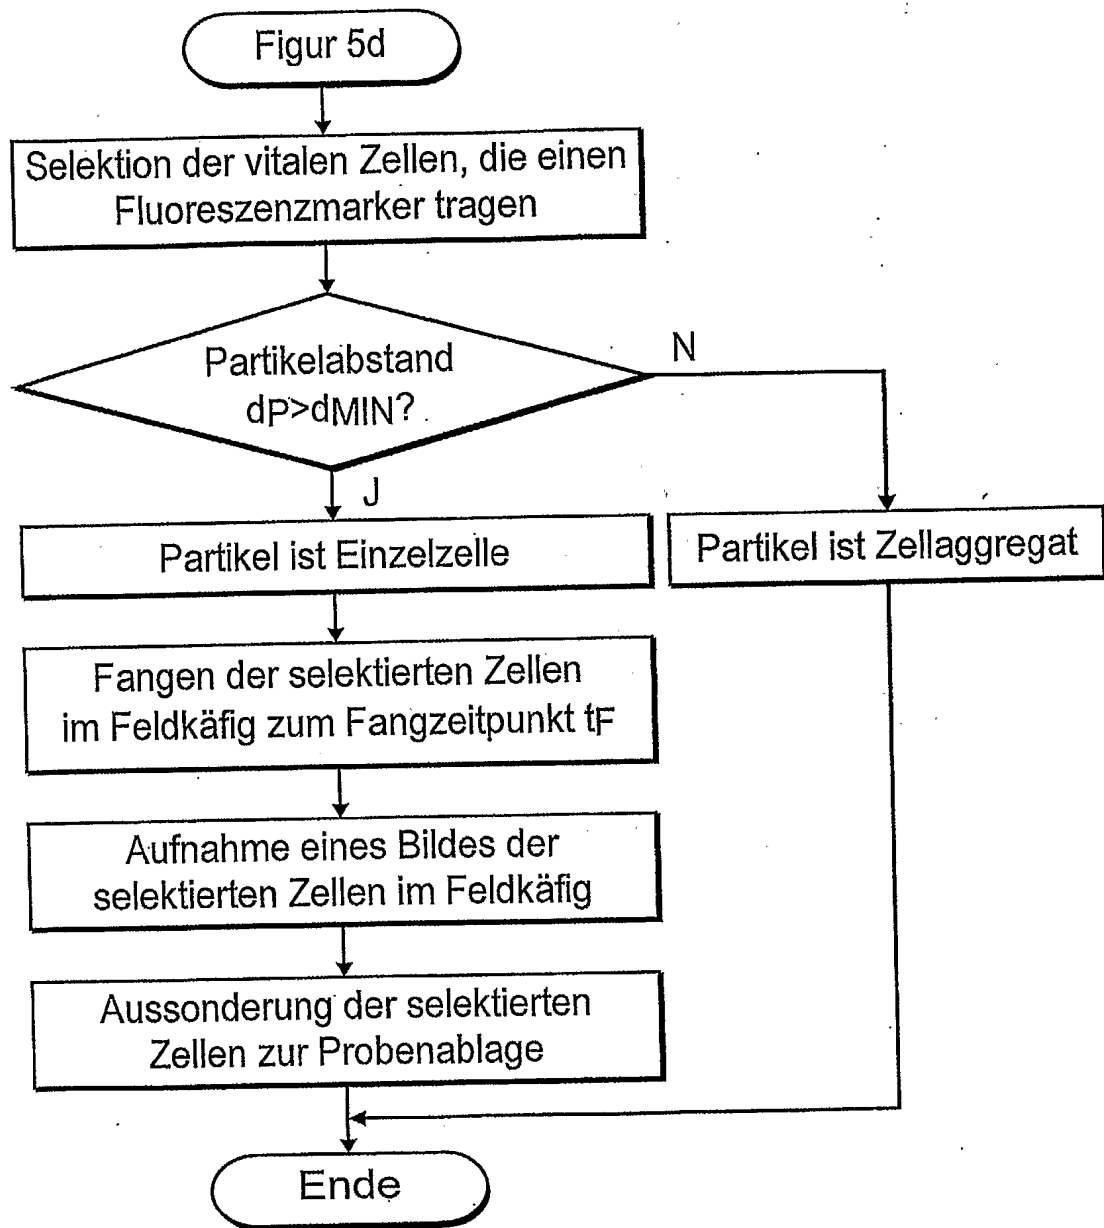 Figur 5d
Selektion der vitalen Zellen, die einen
Fluoreszenzmarker tragen
Partikelabstand
dP>dMIN?
N
J
Partikel ist Einzelzelle
Partikel ist Zellaggregat
Fangen der selektierten Zellen
im Feldkäfig zum Fangzeitpunkt tF
Aufnahme eines Bildes der
selektierten Zellen im Feldkäfig
Aussonderung der selektierten
Zellen zur Probenablage
Ende